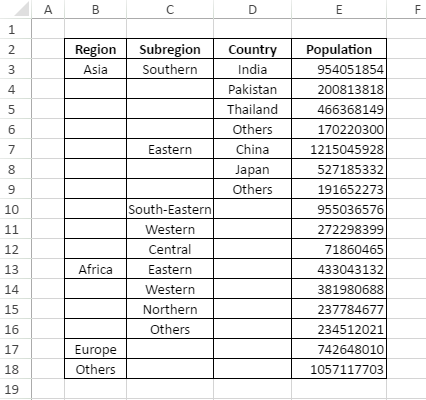 A B C D E F
1
2 Region Subregion Country Population
3 Asia Southern India 954051854
4 Pakistan 200813818
5 Thailand 466368149
6 Others 170220300
7 Eastern China 1215045928
8 Japan 527185332
9 Others 191652273
10 South-Eastern 955036576
11 Western 272298399
12 Central 71860465
13 Africa Eastern 433043132
14 Western 381980688
15 Northern 237784677
16 Others 234512021
17 Europe 742648010
18 Others 1057117703
19